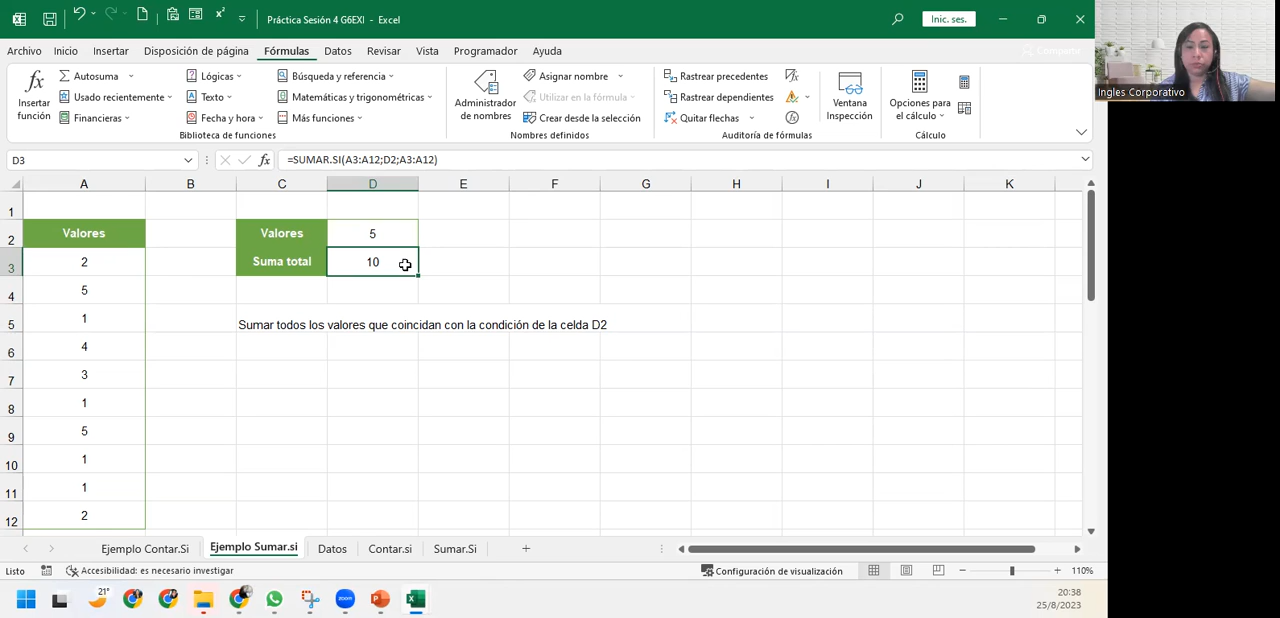 Práctica Sesión 4 G6EXI - Excel
Inic. ses.
Archivo Inicio Insertar Disposición de página Fórmulas Datos Revisar Vista Programador Ayuda
Compartir
Insertar función
Autosuma
Usado recientemente
Financieras
Lógicas
Texto
Fecha y hora
Búsqueda y referencia
Matemáticas y trigonométricas
Más funciones
Biblioteca de funciones
Administrador de nombres
Asignar nombre
Utilizar en la fórmula
Crear desde la selección
Nombres definidos
Rastrear precedentes
Rastrear dependientes
Quitar flechas
Auditoría de fórmulas
Ventana Inspección
Opciones para el cálculo
Cálculo
Ingles Corporativo
D3 fx =SUMAR.SI(A3:A12;D2;A3:A12)
A B C D E F G H I J K
1
2 Valores Valores 5
3 2 Suma total 10
4 5
5 1 Sumar todos los valores que coincidan con la condición de la celda D2
6 4
7 3
8 1
9 5
10 1
11 1
12 2
Ejemplo Contar.Si Ejemplo Sumar.si Datos Contar.si Sumar.Si
Listo Accesibilidad: es necesario investigar Configuración de visualización 110%
21°
zoom
20:38
25/8/2023